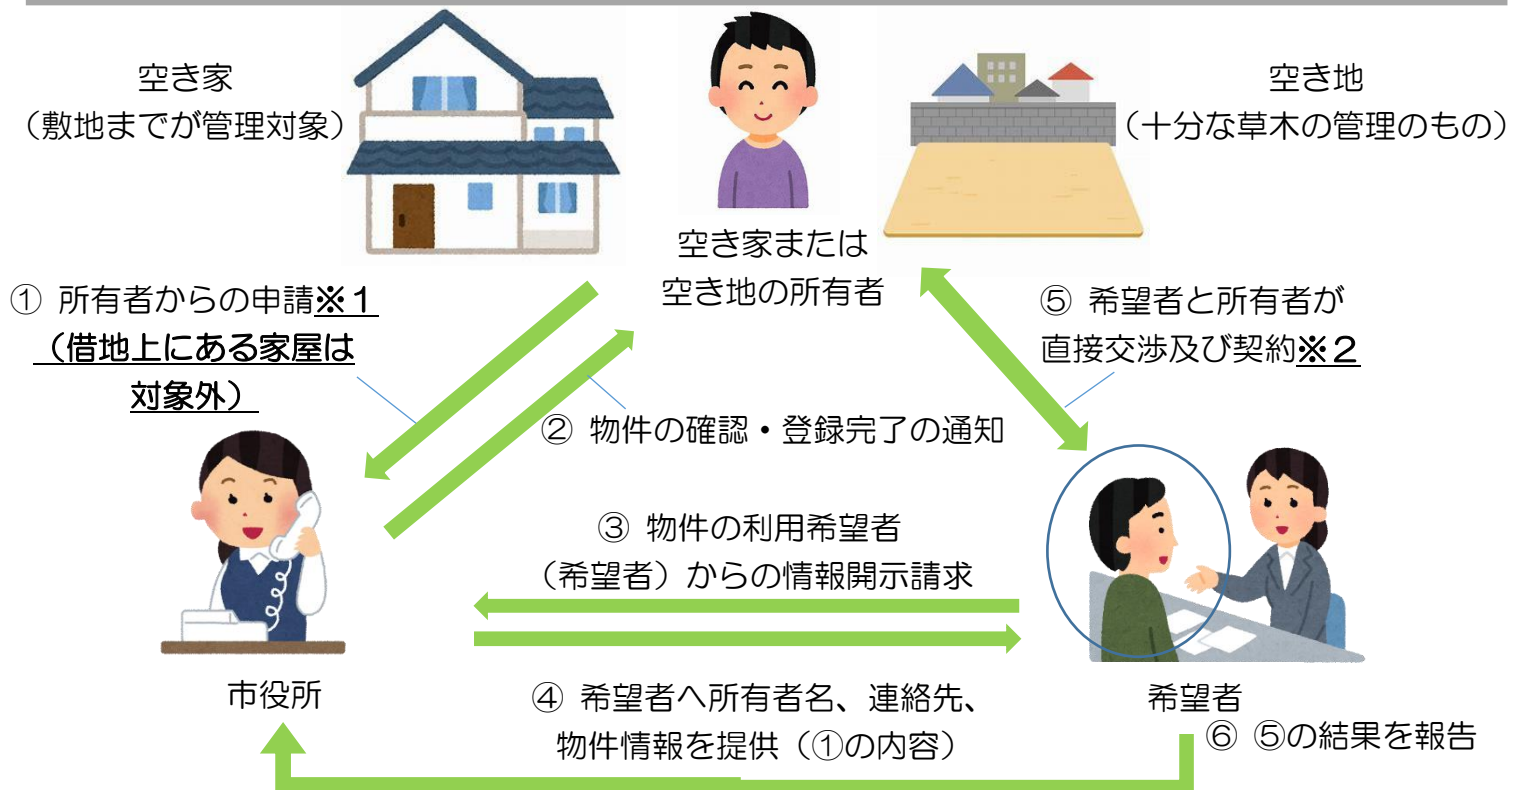 空き家
（敷地までが管理対象）
空き地
（十分な草木の管理のもの）
空き家または
空き地の所有者
① 所有者からの申請※１
（借地上にある家屋は
対象外）
⑤ 希望者と所有者が
直接交渉及び契約※２
② 物件の確認・登録完了の通知
③ 物件の利用希望者
（希望者）からの情報開示請求
市役所
④ 希望者へ所有者名、連絡先、
物件情報を提供（①の内容）
希望者
⑥ ⑤の結果を報告